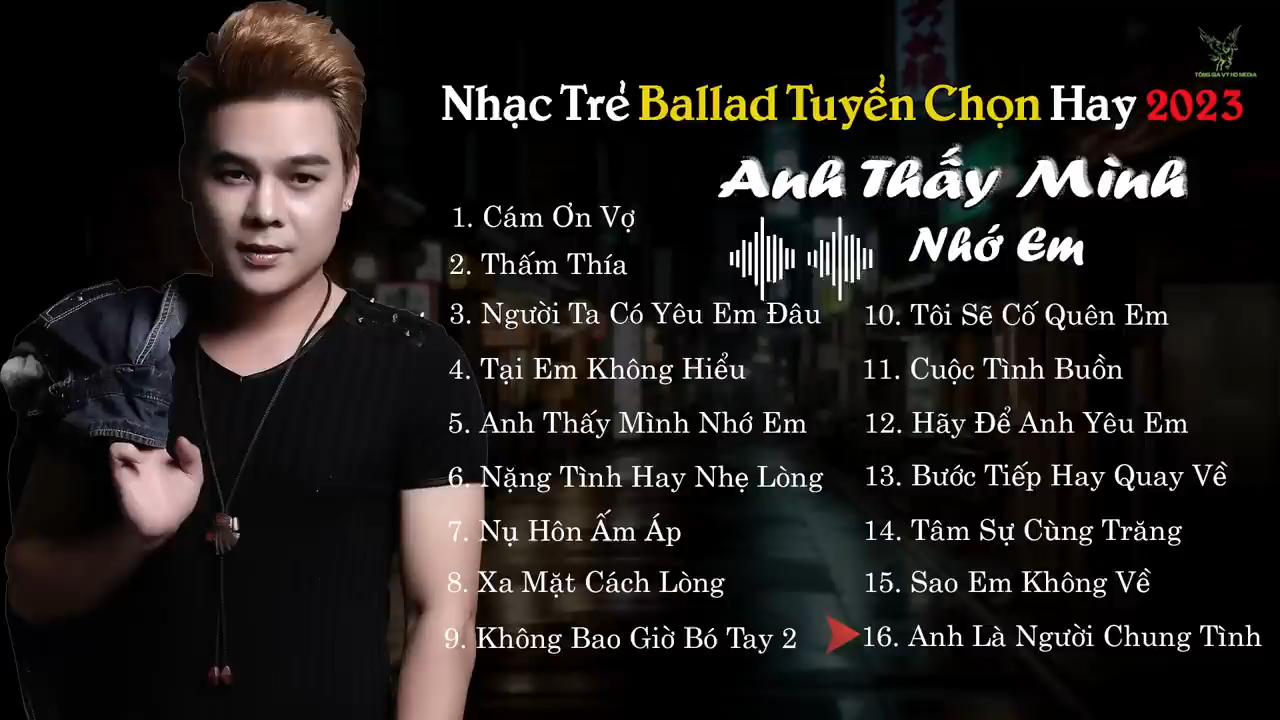 TỐNG GIA VỸ HD MEDIA
Nhạc Trẻ Ballad Tuyển Chọn Hay 2023
Anh Thấy Mình
Nhớ Em
1. Cám Ơn Vợ
2. Thấm Thía
3. Người Ta Có Yêu Em Đâu
4. Tại Em Không Hiểu
5. Anh Thấy Mình Nhớ Em
6. Nặng Tình Hay Nhẹ Lòng
7. Nụ Hôn Ấm Áp
8. Xa Mặt Cách Lòng
9. Không Bao Giờ Bó Tay 2
10. Tôi Sẽ Cố Quên Em
11. Cuộc Tình Buồn
12. Hãy Để Anh Yêu Em
13. Bước Tiếp Hay Quay Về
14. Tâm Sự Cùng Trăng
15. Sao Em Không Về
16. Anh Là Người Chung Tình